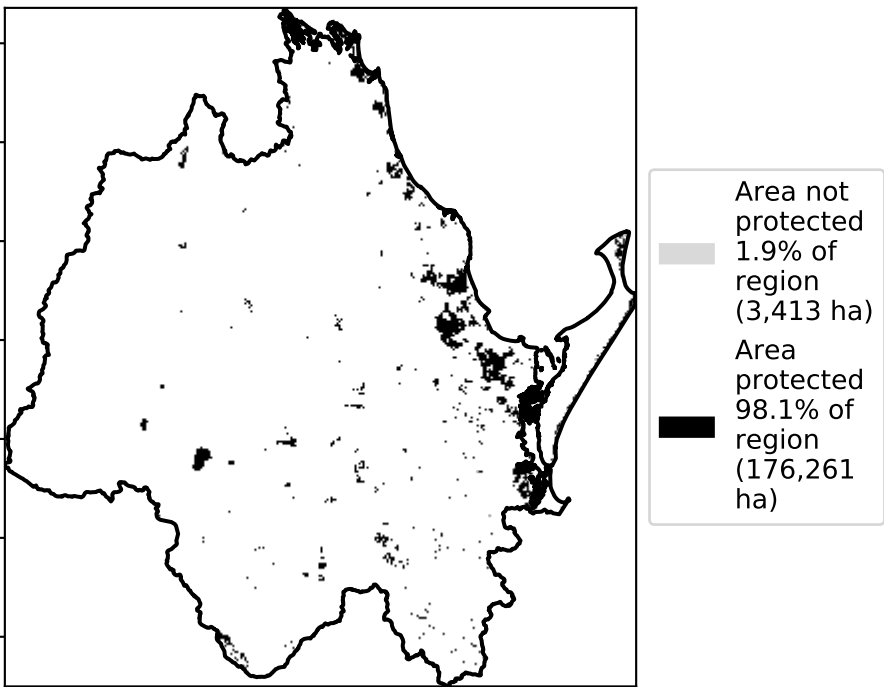 Area not
protected
1.9% of
region
(3,413 ha)
Area
protected
98.1% of
region
(176,261
ha)